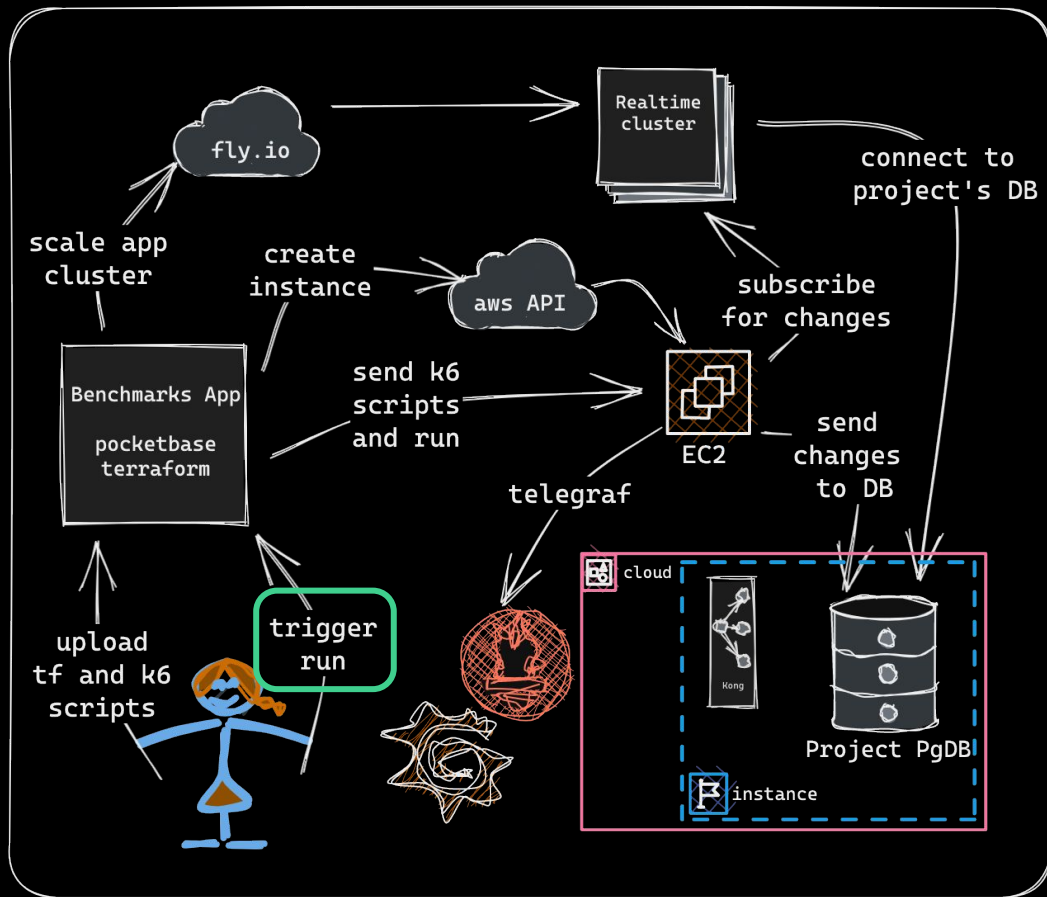 fly.io
Realtime
cluster
connect to
project's DB
scale app
cluster
create
instance
aws API
subscribe
for changes
Benchmarks App
pocketbase
terraform
send k6
scripts
and run
EC2
send
changes
to DB
telegraf
cloud
upload
tf and k6
scripts
trigger
run
Kong
Project PgDB
instance